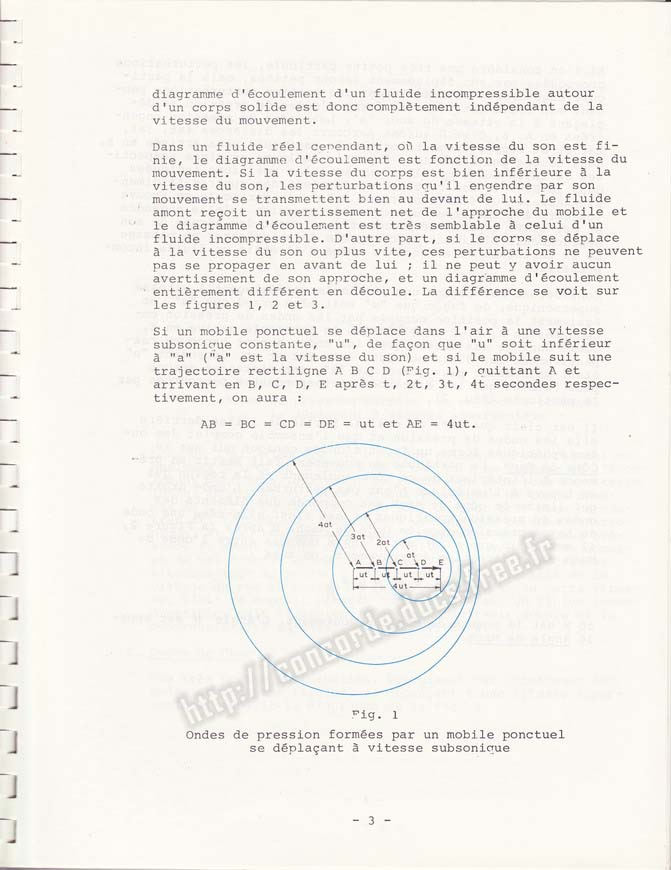 diagramme d'écoulement d'un fluide incompressible autour
d'un corps solide est donc complètement indépendant de la
vitesse du mouvement.
Dans un fluide réel cependant, où la vitesse du son est fi-
nie, le diagramme d'écoulement est fonction de la vitesse du
mouvement. Si la vitesse du corps est bien inférieure à la
vitesse du son, les perturbations qu'il engendre par son
mouvement se transmettent bien au devant de lui. Le fluide
amont reçoit un avertissement net de l'approche du mobile et
le diagramme d'écoulement est très semblable à celui d'un
fluide incompressible. D'autre part, si le corps se déplace
à la vitesse du son ou plus vite, ces perturbations ne peuvent
pas se propager en avant de lui ; il ne peut y avoir aucun
avertissement de son approche, et un diagramme d'écoulement
entièrement différent en découle. La différence se voit sur
les figures 1, 2 et 3.
Si un mobile ponctuel se déplace dans l'air à une vitesse
subsonique constante, "u", de façon que "u" soit inférieur
à "a" ("a" est la vitesse du son) et si le mobile suit une
trajectoire rectiligne A B C D (Fig. 1), quittant A et
arrivant en B, C, D, E après t, 2t, 3t, 4t secondes respec-
tivement, on aura :
AB = BC = CD = DE = ut et AE = 4ut.
4at
3at
2at
at
A B C D E
ut ut ut ut
4ut
http://concorde.docs.free.fr
Fig. 1
Ondes de pression formées par un mobile ponctuel
se déplaçant à vitesse subsonique
- 3 -